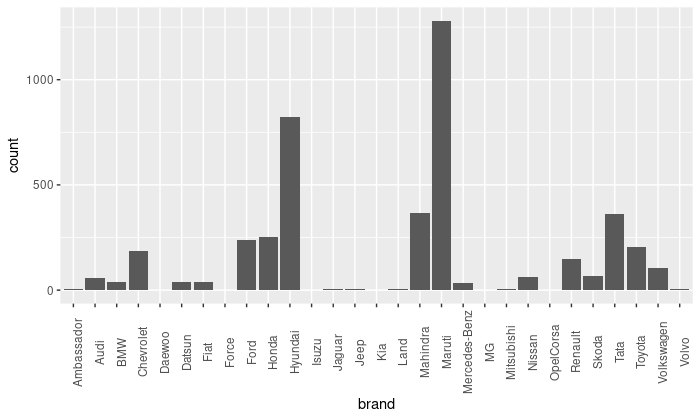 count
1000
500
0
Ambassador
Audi
BMW
Chevrolet
Daewoo
Datsun
Fiat
Force
Ford
Honda
Hyundai
Isuzu
Jaguar
Jeep
Kia
Land
Mahindra
Maruti
Mercedes-Benz
MG
Mitsubishi
Nissan
OpelCorsa
Renault
Skoda
Tata
Toyota
Volkswagen
Volvo
brand